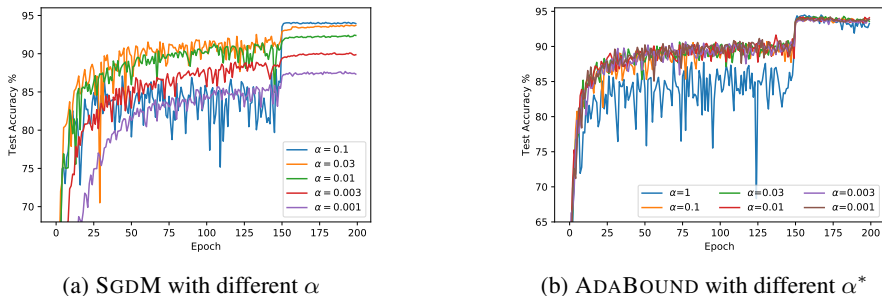 95
90
85
80
75
70
Test Accuracy %
0 25 50 75 100 125 150 175 200
Epoch
α = 0.1
α = 0.03
α = 0.01
α = 0.003
α = 0.001
(a) SGDM with different α
95
90
85
80
75
70
65
Test Accuracy %
0 25 50 75 100 125 150 175 200
Epoch
α=1 α=0.03 α=0.003
α=0.1 α=0.01 α=0.001
(b) ADABOUND with different α*